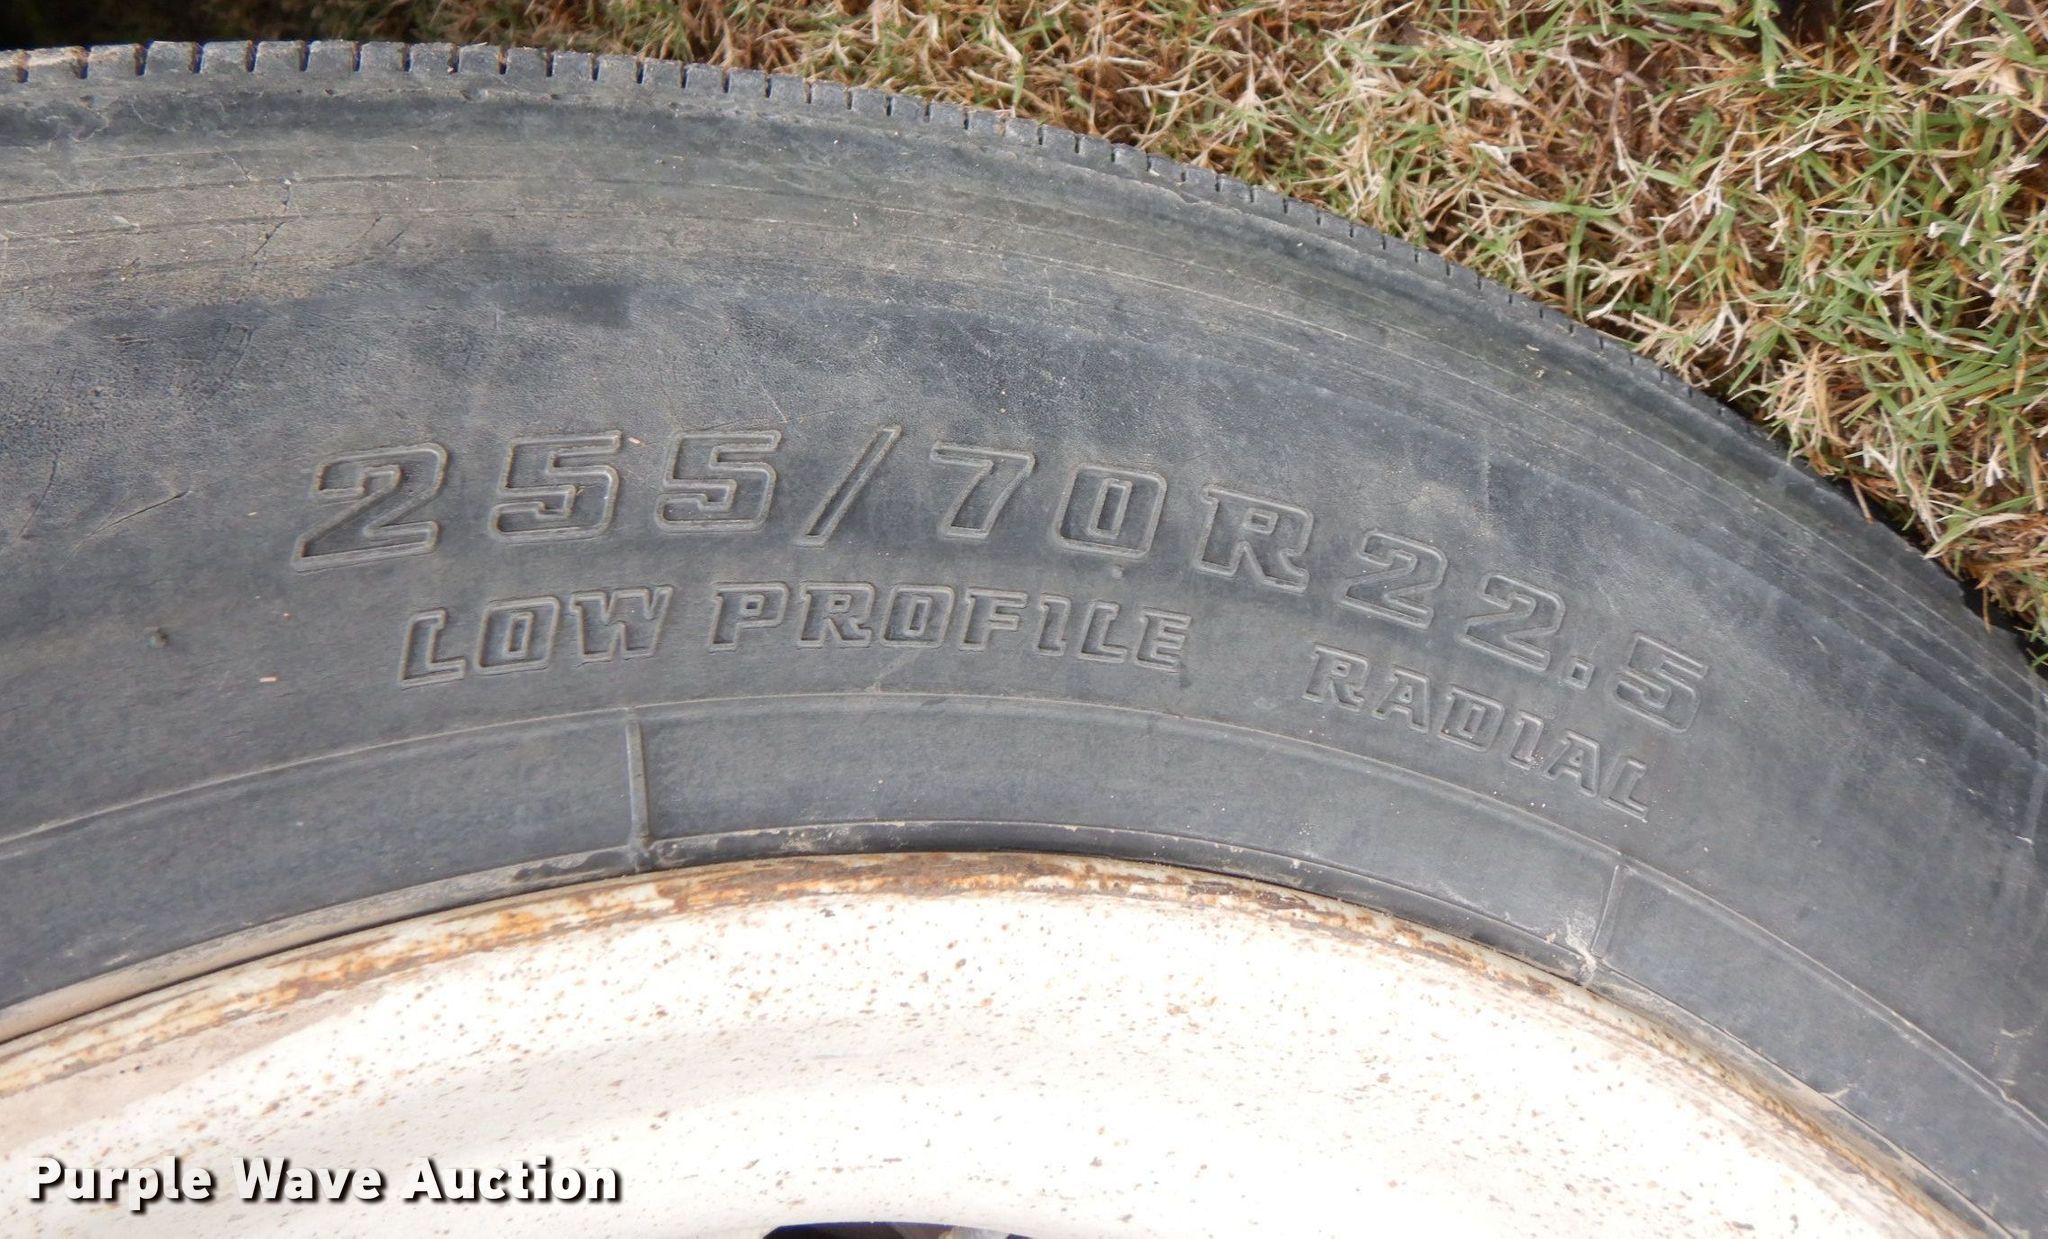 255/70R22.5
LOW PROFILE RADIAL
Purple Wave Auction